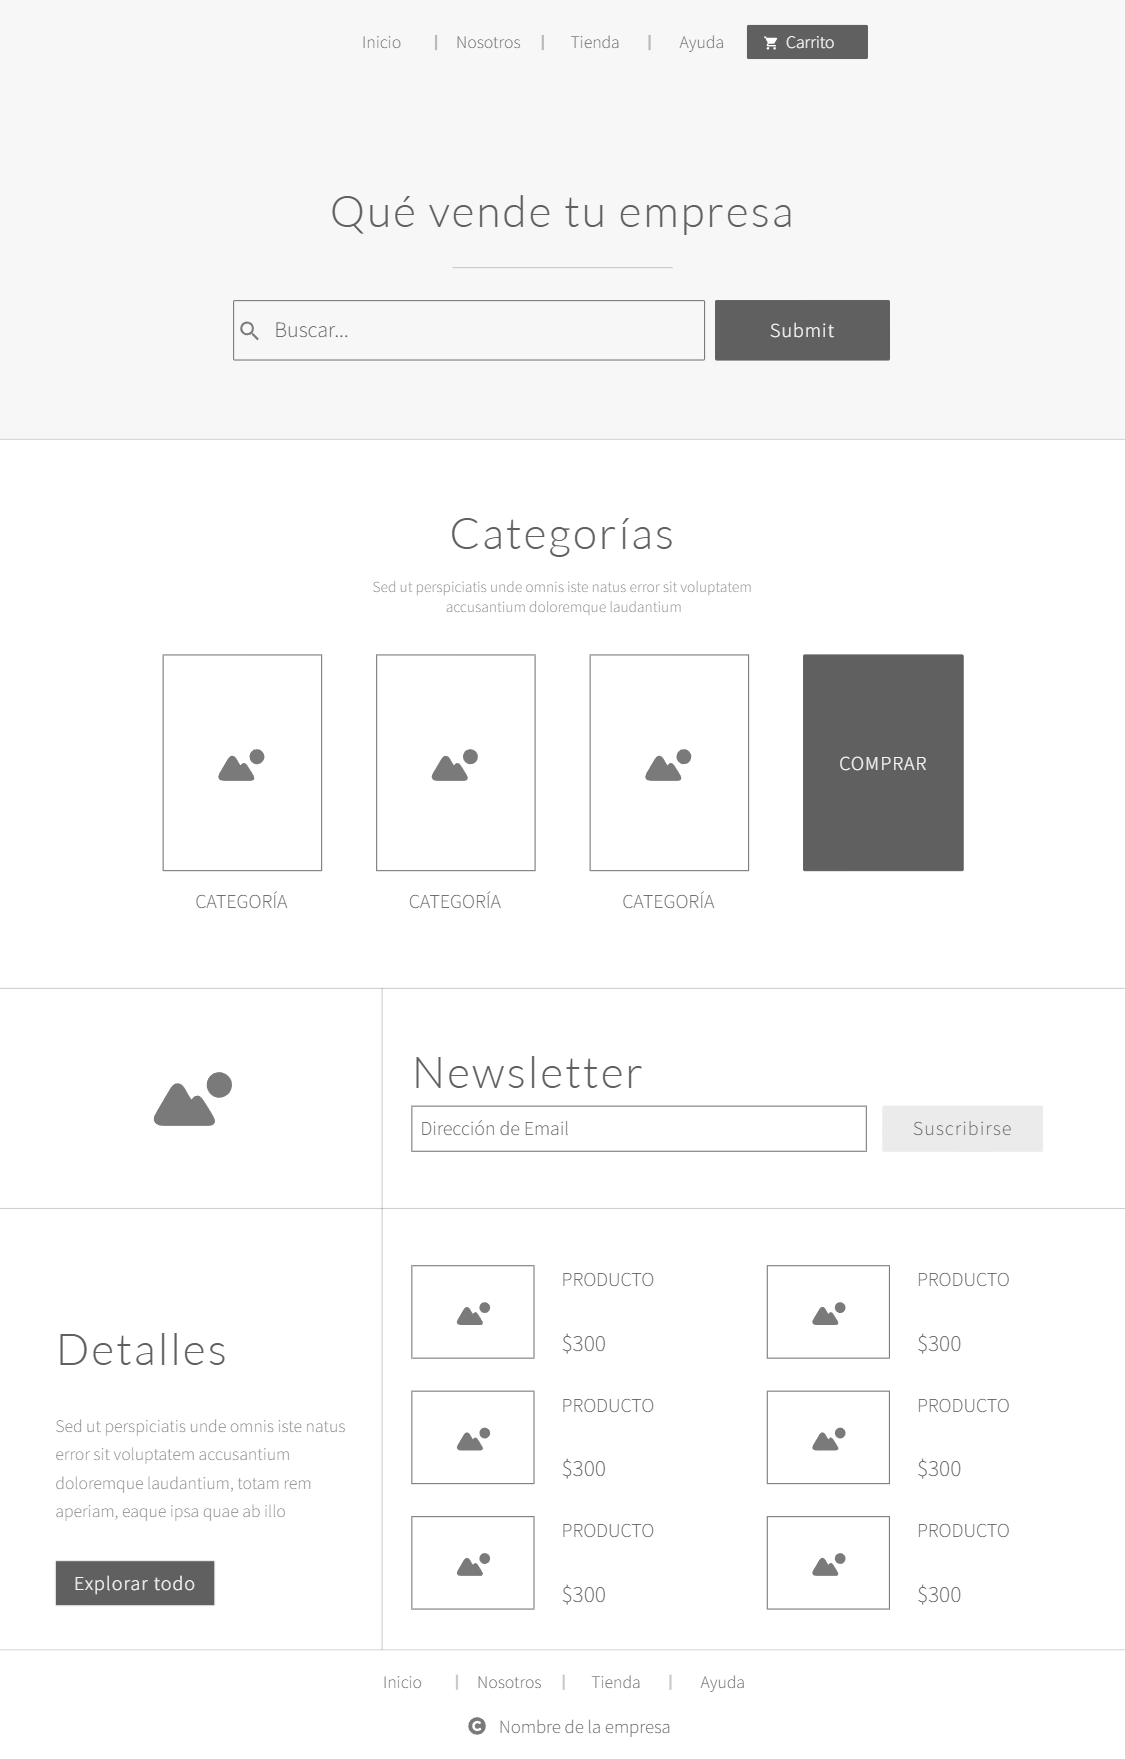 Inicio | Nosotros | Tienda | Ayuda Carrito
Qué vende tu empresa
Buscar... Submit
Categorías
Sed ut perspiciatis unde omnis iste natus error sit voluptatem
accusantium doloremque laudantium
COMPRAR
CATEGORÍA CATEGORÍA CATEGORÍA
Newsletter
Dirección de Email Suscribirse
Detalles
Sed ut perspiciatis unde omnis iste natus
error sit voluptatem accusantium
doloremque laudantium, totam rem
aperiam, eaque ipsa quae ab illo
Explorar todo
PRODUCTO PRODUCTO
$300 $300
PRODUCTO PRODUCTO
$300 $300
PRODUCTO PRODUCTO
$300 $300
Inicio | Nosotros | Tienda | Ayuda
© Nombre de la empresa